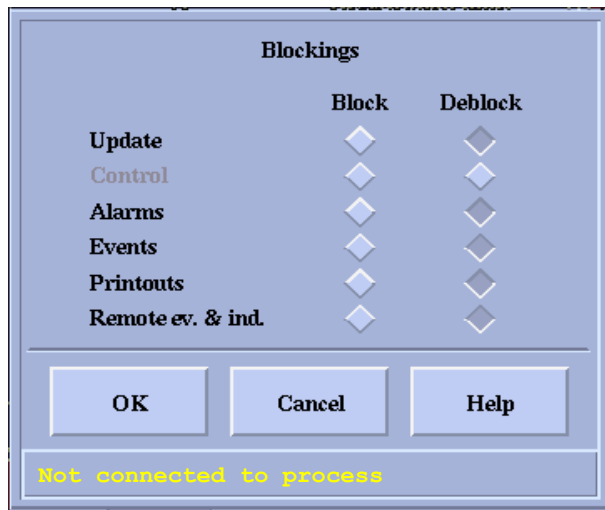 Blockings
Block Deblock
Update
Control
Alarms
Events
Printouts
Remote ev. & ind.
OK Cancel Help
Not connected to process